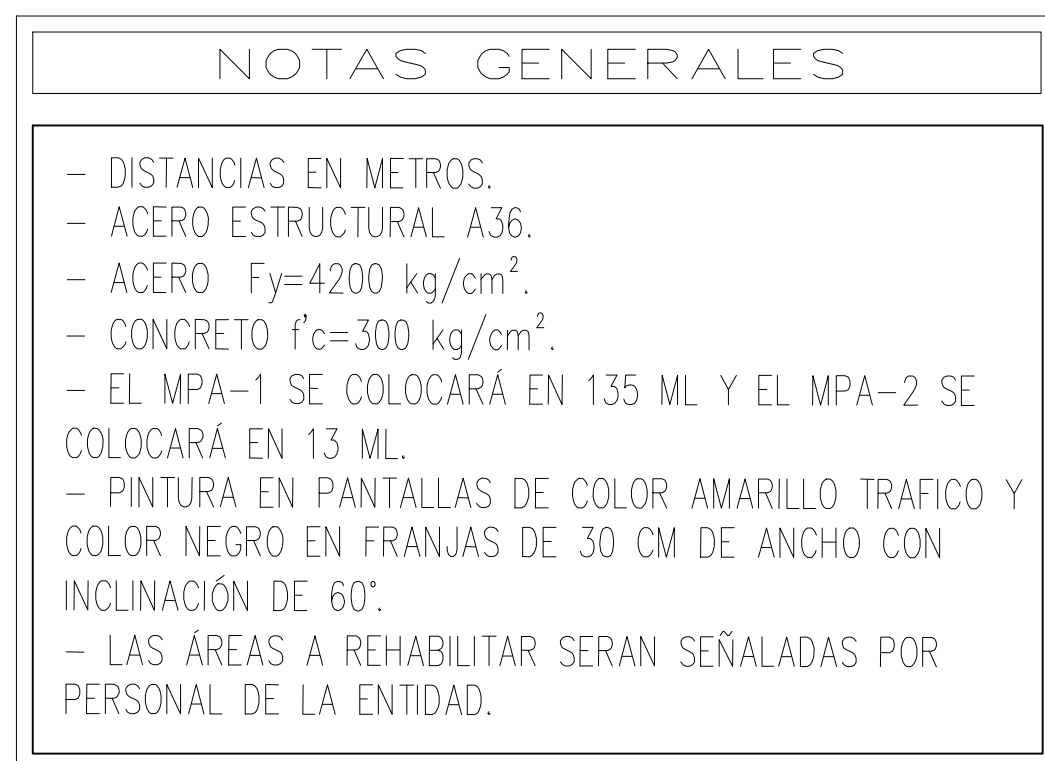 NOTAS GENERALES
– DISTANCIAS EN METROS.
– ACERO ESTRUCTURAL A36.
– ACERO Fy=4200 kg/cm².
– CONCRETO f'c=300 kg/cm².
– EL MPA–1 SE COLOCARÁ EN 135 ML Y EL MPA–2 SE
COLOCARÁ EN 13 ML.
– PINTURA EN PANTALLAS DE COLOR AMARILLO TRAFICO Y
COLOR NEGRO EN FRANJAS DE 30 CM DE ANCHO CON
INCLINACIÓN DE 60°.
– LAS ÁREAS A REHABILITAR SERAN SEÑALADAS POR
PERSONAL DE LA ENTIDAD.